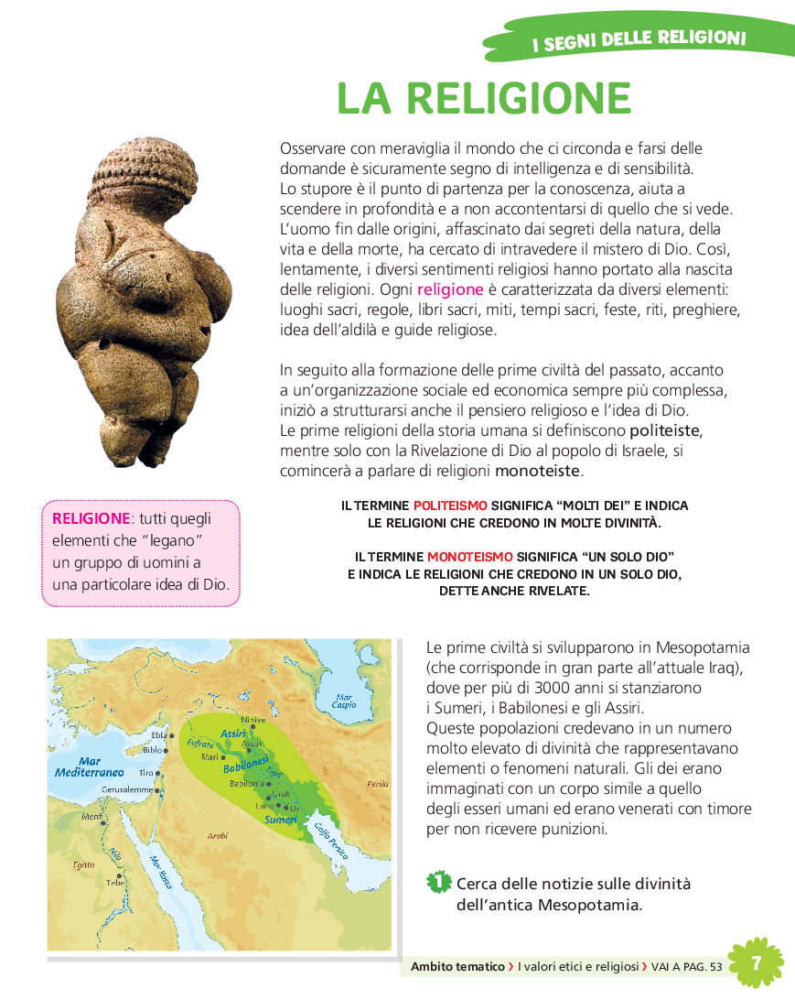 I SEGNI DELLE RELIGIONI
LA RELIGIONE
Osservare con meraviglia il mondo che ci circonda e farsi delle
domande è sicuramente segno di intelligenza e di sensibilità.
Lo stupore è il punto di partenza per la conoscenza, aiuta a
scendere in profondità e a non accontentarsi di quello che si vede.
L'uomo fin dalle origini, affascinato dai segreti della natura, della
vita e della morte, ha cercato di intravedere il mistero di Dio. Così,
lentamente, i diversi sentimenti religiosi hanno portato alla nascita
delle religioni. Ogni religione è caratterizzata da diversi elementi:
luoghi sacri, regole, libri sacri, miti, tempi sacri, feste, riti, preghiere,
idea dell'aldilà e guide religiose.
In seguito alla formazione delle prime civiltà del passato, accanto
a un'organizzazione sociale ed economica sempre più complessa,
iniziò a strutturarsi anche il pensiero religioso e l'idea di Dio.
Le prime religioni della storia umana si definiscono politeiste,
mentre solo con la Rivelazione di Dio al popolo di Israele, si
comincerà a parlare di religioni monoteiste.
IL TERMINE POLITEISMO SIGNIFICA "MOLTI DEI" E INDICA
LE RELIGIONI CHE CREDONO IN MOLTE DIVINITÀ.
IL TERMINE MONOTEISMO SIGNIFICA "UN SOLO DIO"
E INDICA LE RELIGIONI CHE CREDONO IN UN SOLO DIO,
DETTE ANCHE RIVELATE.
RELIGIONE: tutti quegli
elementi che "legano"
un gruppo di uomini a
una particolare idea di Dio.
Mar
Caspio
Ninive
Assiri
Ebla
Eufrate
Assur
Biblo
Mari
Mar
Mediterraneo
Babilonesi
Tigri
Tiro
Babilonia
Persia
Gerusalemme
Uruk
Larsa
Ur
Sumeri
Menfi
Golfo Persico
Arabi
Nilo
Mar Rosso
Egitto
Tebe
Le prime civiltà si svilupparono in Mesopotamia
(che corrisponde in gran parte all'attuale Iraq),
dove per più di 3000 anni si stanziarono
i Sumeri, i Babilonesi e gli Assiri.
Queste popolazioni credevano in un numero
molto elevato di divinità che rappresentavano
elementi o fenomeni naturali. Gli dei erano
immaginati con un corpo simile a quello
degli esseri umani ed erano venerati con timore
per non ricevere punizioni.
1 Cerca delle notizie sulle divinità
dell'antica Mesopotamia.
Ambito tematico › I valori etici e religiosi › VAI A PAG. 53
7